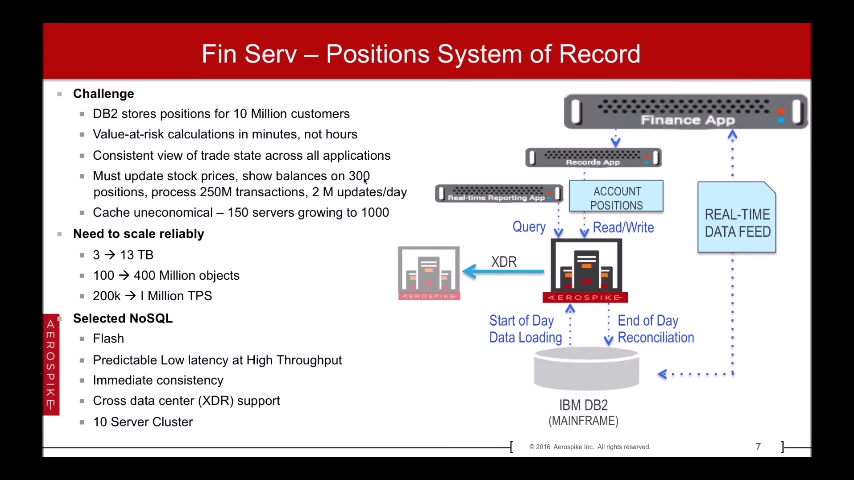 Fin Serv – Positions System of Record
Challenge
DB2 stores positions for 10 Million customers
Value-at-risk calculations in minutes, not hours
Consistent view of trade state across all applications
Must update stock prices, show balances on 300
positions, process 250M transactions, 2 M updates/day
Cache uneconomical – 150 servers growing to 1000
Need to scale reliably
3 → 13 TB
100 → 400 Million objects
200k → I Million TPS
Selected NoSQL
Flash
Predictable Low latency at High Throughput
Immediate consistency
Cross data center (XDR) support
10 Server Cluster
AEROSPIKE
Finance App
Records App
Real-time Reporting App
ACCOUNT
POSITIONS
REAL-TIME
DATA FEED
Query
Read/Write
XDR
AEROSPIKE
AEROSPIKE
Start of Day
Data Loading
End of Day
Reconciliation
IBM DB2
(MAINFRAME)
© 2016 Aerospike Inc. All rights reserved.
7